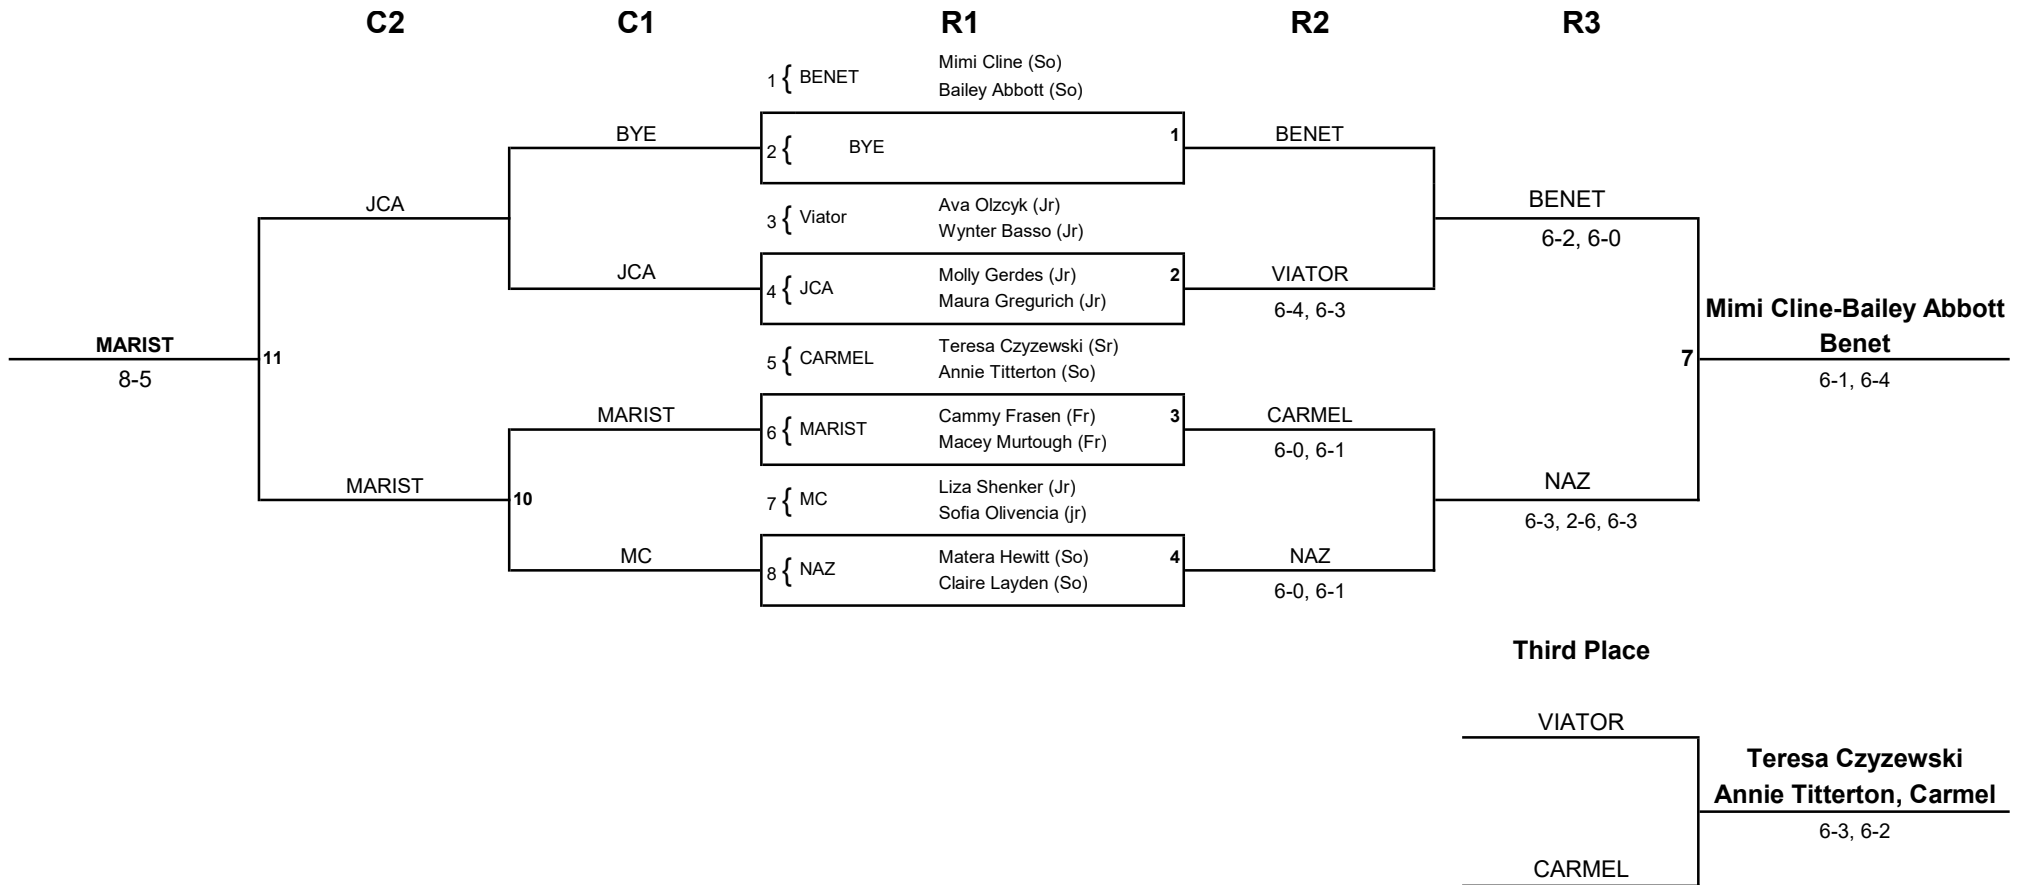 C2 C1 R1 R2 R3
Mimi Cline (So)
1 { BENET
Bailey Abbott (So)
BYE 1 BENET
2 { BYE
JCA BENET
Ava Olzcyk (Jr)
3 { Viator
Wynter Basso (Jr)
6-2, 6-0
JCA Molly Gerdes (Jr) 2 VIATOR
4 { JCA
Maura Gregurich (Jr)
6-4, 6-3
Mimi Cline-Bailey Abbott
MARIST Teresa Czyzewski (Sr) Benet
11 5 { CARMEL 7
8-5 Annie Titterton (So) 6-1, 6-4
MARIST Cammy Frasen (Fr) 3 CARMEL
6 { MARIST
Macey Murtough (Fr)
6-0, 6-1
MARIST Liza Shenker (Jr) NAZ
10 7 { MC
Sofia Olivencia (jr) 6-3, 2-6, 6-3
MC Matera Hewitt (So) 4 NAZ
8 { NAZ
Claire Layden (So)
6-0, 6-1
Third Place
VIATOR
Teresa Czyzewski
Annie Titterton, Carmel
6-3, 6-2
CARMEL